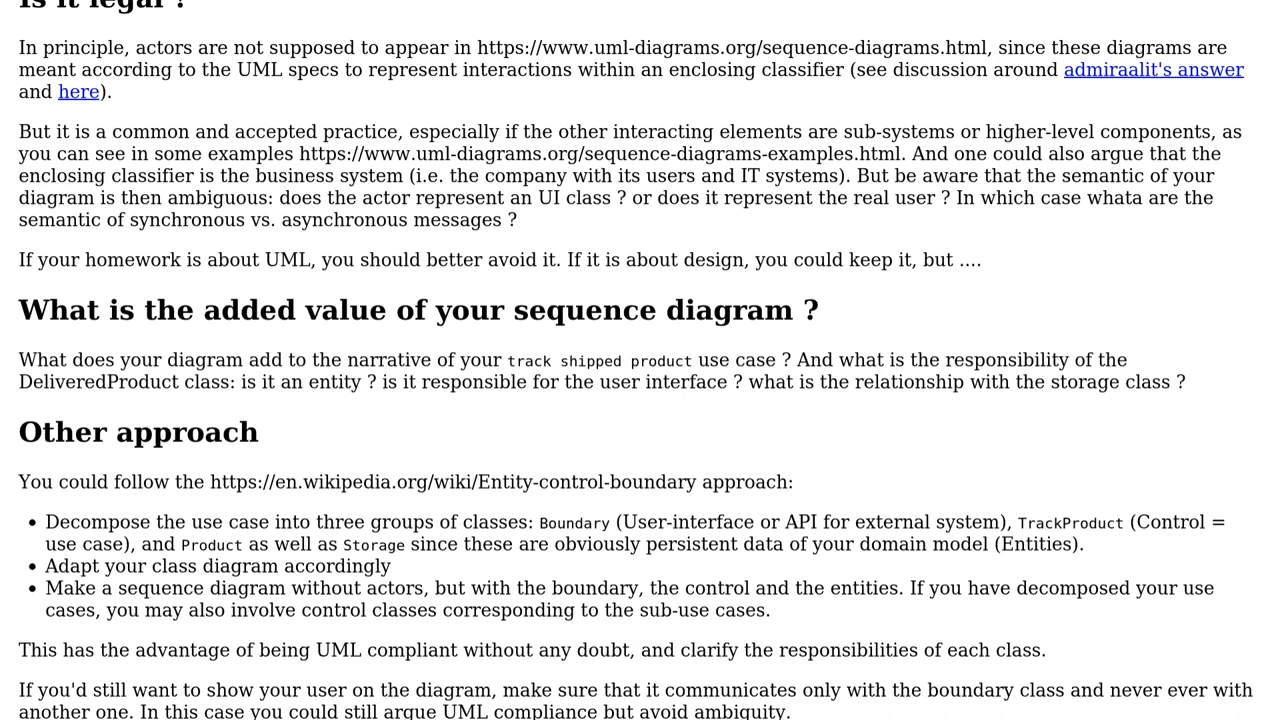 Is it legal ?
In principle, actors are not supposed to appear in https://www.uml-diagrams.org/sequence-diagrams.html, since these diagrams are
meant according to the UML specs to represent interactions within an enclosing classifier (see discussion around admiraalit's answer
and here).
But it is a common and accepted practice, especially if the other interacting elements are sub-systems or higher-level components, as
you can see in some examples https://www.uml-diagrams.org/sequence-diagrams-examples.html. And one could also argue that the
enclosing classifier is the business system (i.e. the company with its users and IT systems). But be aware that the semantic of your
diagram is then ambiguous: does the actor represent an UI class ? or does it represent the real user ? In which case whata are the
semantic of synchronous vs. asynchronous messages ?
If your homework is about UML, you should better avoid it. If it is about design, you could keep it, but ....
What is the added value of your sequence diagram ?
What does your diagram add to the narrative of your track shipped product use case ? And what is the responsibility of the
DeliveredProduct class: is it an entity ? is it responsible for the user interface ? what is the relationship with the storage class ?
Other approach
You could follow the https://en.wikipedia.org/wiki/Entity-control-boundary approach:
• Decompose the use case into three groups of classes: Boundary (User-interface or API for external system), TrackProduct (Control =
use case), and Product as well as Storage since these are obviously persistent data of your domain model (Entities).
• Adapt your class diagram accordingly
• Make a sequence diagram without actors, but with the boundary, the control and the entities. If you have decomposed your use
cases, you may also involve control classes corresponding to the sub-use cases.
This has the advantage of being UML compliant without any doubt, and clarify the responsibilities of each class.
If you'd still want to show your user on the diagram, make sure that it communicates only with the boundary class and never ever with
another one. In this case you could still argue UML compliance but avoid ambiguity.